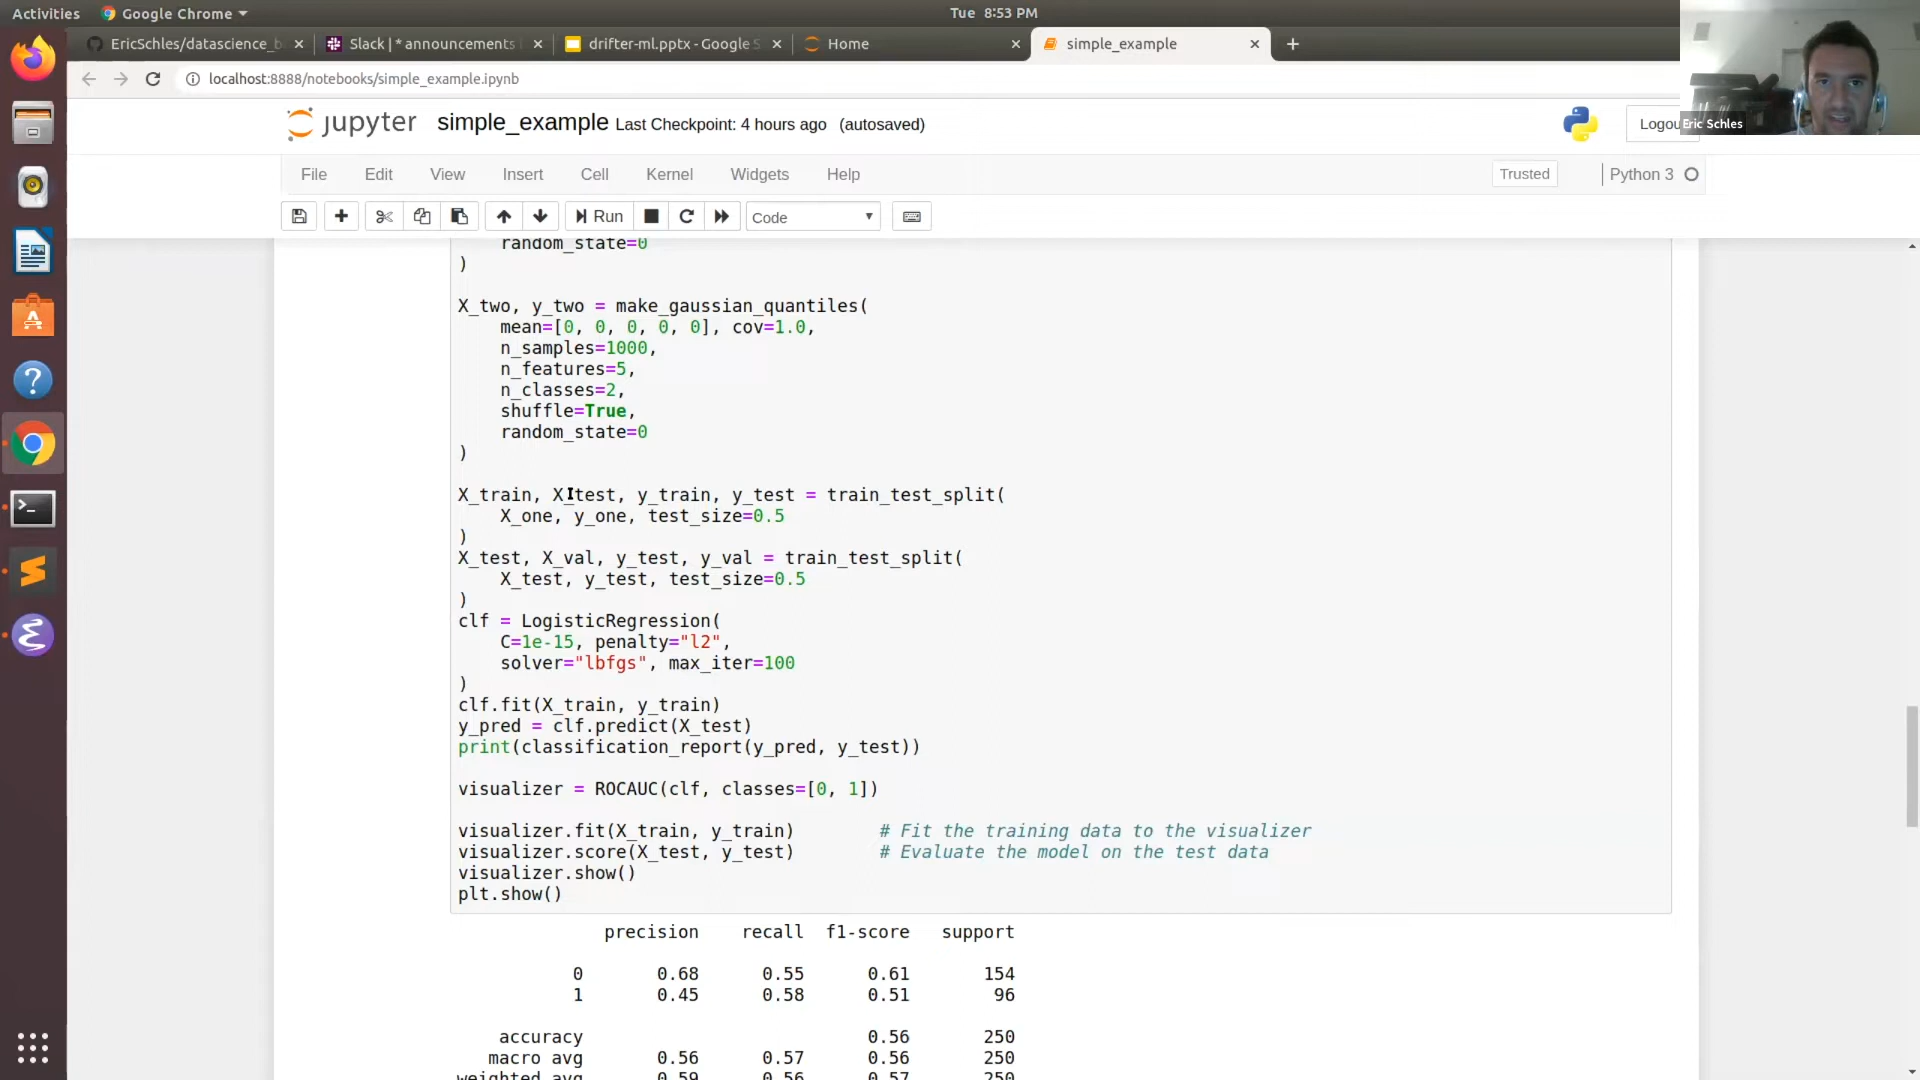 Activities
Google Chrome
Tue 8:53 PM
EricSchles/datascience_b
Slack | * announcements
drifter-ml.pptx - Google S
Home
simple_example
localhost:8888/notebooks/simple_example.ipynb
jupyter
simple_example Last Checkpoint: 4 hours ago (autosaved)
Logou
Eric Schles
File
Edit
View
Insert
Cell
Kernel
Widgets
Help
Trusted
Python 3
Run
Code
random_state=0
)
X_two, y_two = make_gaussian_quantiles(
mean=[0, 0, 0, 0, 0], cov=1.0,
n_samples=1000,
n_features=5,
n_classes=2,
shuffle=True,
random_state=0
)
X_train, X_test, y_train, y_test = train_test_split(
X_one, y_one, test_size=0.5
)
X_test, X_val, y_test, y_val = train_test_split(
X_test, y_test, test_size=0.5
)
clf = LogisticRegression(
C=1e-15, penalty="l2",
solver="lbfgs", max_iter=100
)
clf.fit(X_train, y_train)
y_pred = clf.predict(X_test)
print(classification_report(y_pred, y_test))
visualizer = ROCAUC(clf, classes=[0, 1])
visualizer.fit(X_train, y_train) # Fit the training data to the visualizer
visualizer.score(X_test, y_test) # Evaluate the model on the test data
visualizer.show()
plt.show()
precision recall f1-score support
0 0.68 0.55 0.61 154
1 0.45 0.58 0.51 96
accuracy 0.56 250
macro avg 0.56 0.57 0.56 250
weighted avg 0.59 0.56 0.57 250